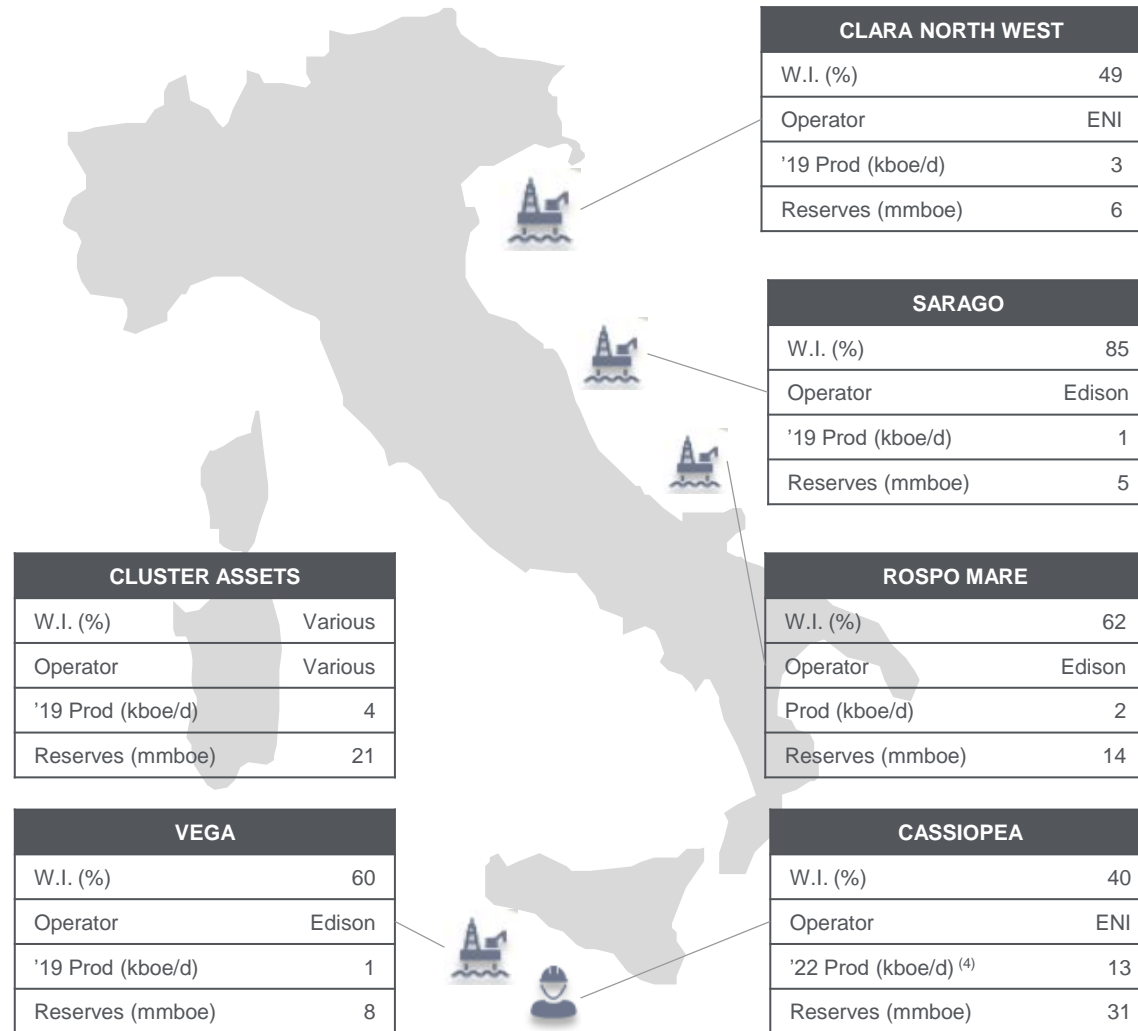 CLARA NORTH WEST
W.I. (%) 49
Operator ENI
’19 Prod (kboe/d) 3
Reserves (mmboe) 6
SARAGO
W.I. (%) 85
Operator Edison
’19 Prod (kboe/d) 1
Reserves (mmboe) 5
CLUSTER ASSETS
W.I. (%) Various
Operator Various
’19 Prod (kboe/d) 4
Reserves (mmboe) 21
ROSPO MARE
W.I. (%) 62
Operator Edison
Prod (kboe/d) 2
Reserves (mmboe) 14
VEGA
W.I. (%) 60
Operator Edison
’19 Prod (kboe/d) 1
Reserves (mmboe) 8
CASSIOPEA
W.I. (%) 40
Operator ENI
’22 Prod (kboe/d) (4) 13
Reserves (mmboe) 31